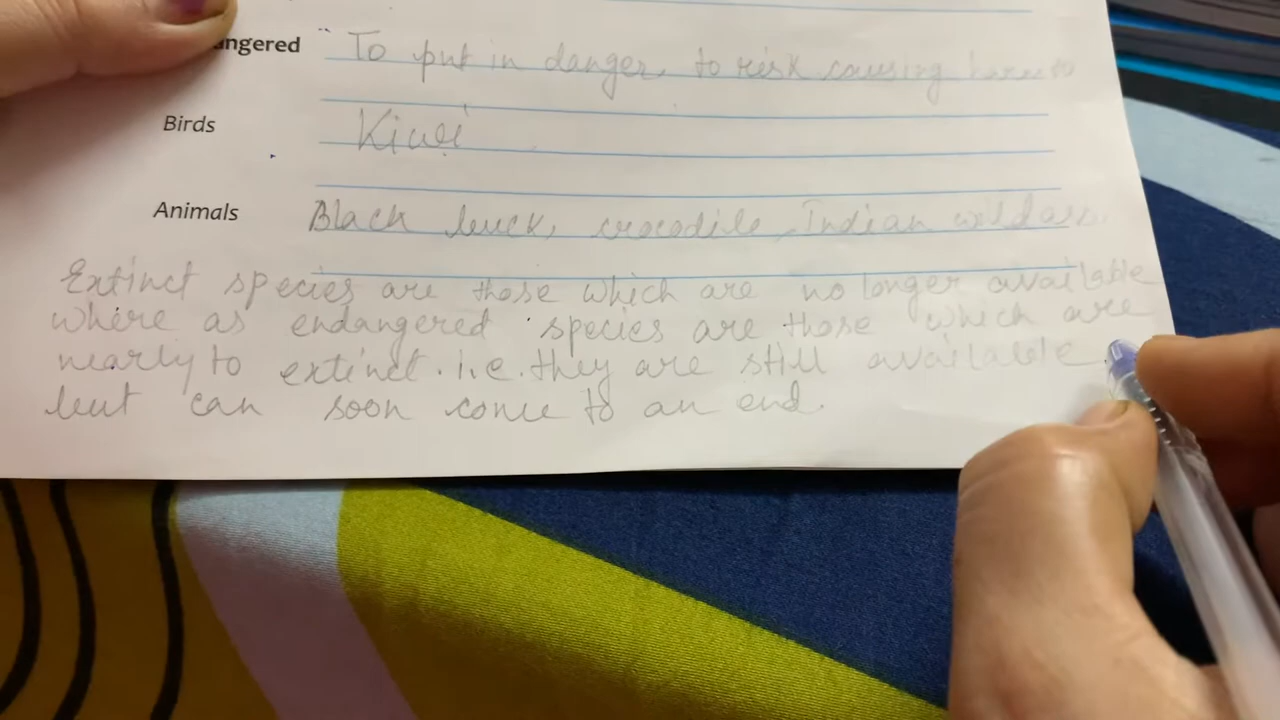 angered To put in danger, to risk causing harm to
Birds Kiwi
Animals Black buck, crocodile, Indian wild ass.
Extinct species are those which are no longer available
where as endangered species are those which are
nearly to extinct. i.e. they are still available
but can soon come to an end.